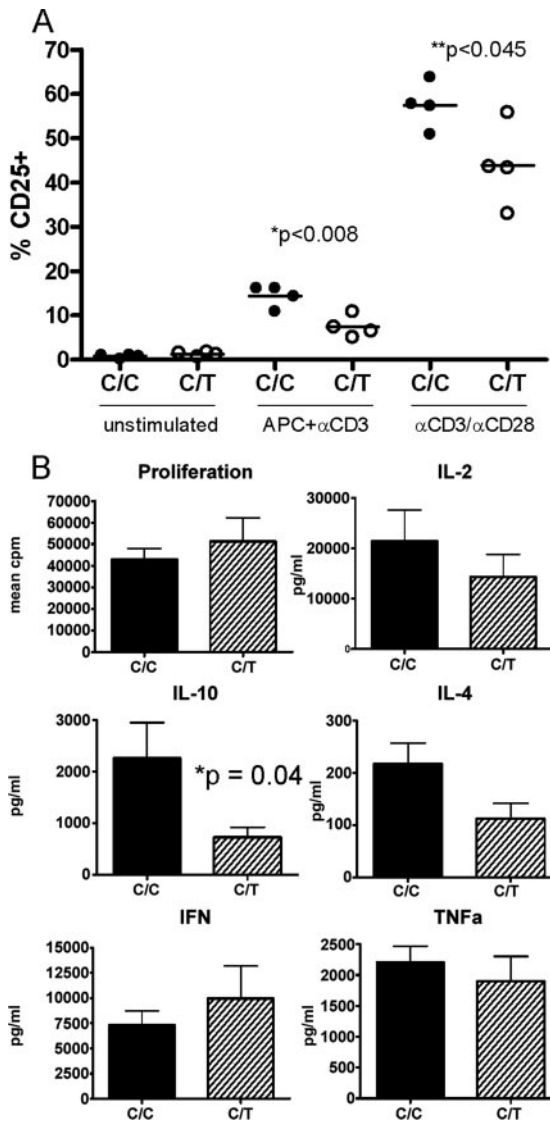 A
% CD25+
70
60
50
40
30
20
10
0
**p<0.045
*p<0.008
C/C C/T C/C C/T C/C C/T
unstimulated APC+αCD3 αCD3/αCD28
B
Proliferation
mean cpm
70000
60000
50000
40000
30000
20000
10000
0
C/C C/T
IL-2
pg/ml
30000
20000
10000
0
C/C C/T
IL-10
pg/ml
3000
2000
1000
0
*p = 0.04
C/C C/T
IL-4
pg/ml
300
200
100
0
C/C C/T
IFN
pg/ml
15000
12500
10000
7500
5000
2500
0
C/C C/T
TNFa
pg/ml
2500
2000
1500
1000
500
0
C/C C/T